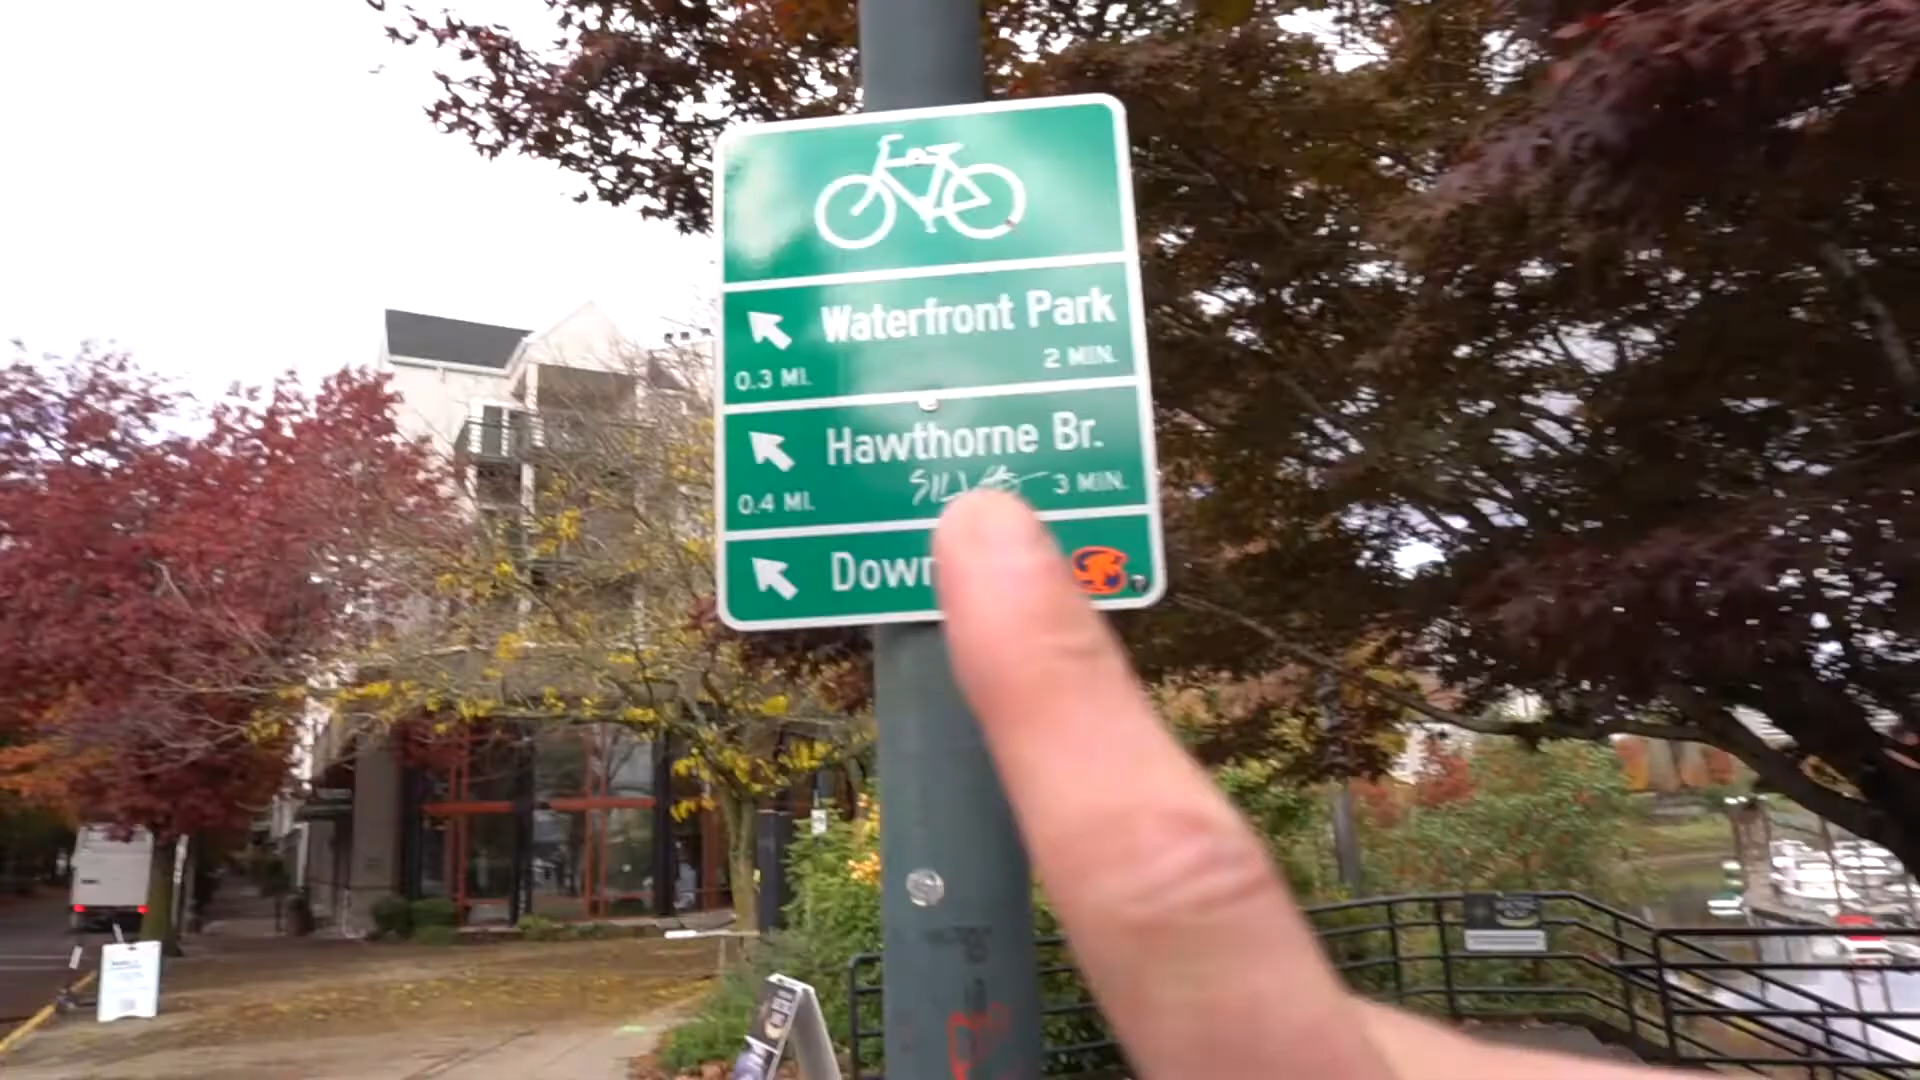 Waterfront Park
0.3 MI. 2 MIN.
Hawthorne Br.
0.4 MI. 3 MIN.
Down